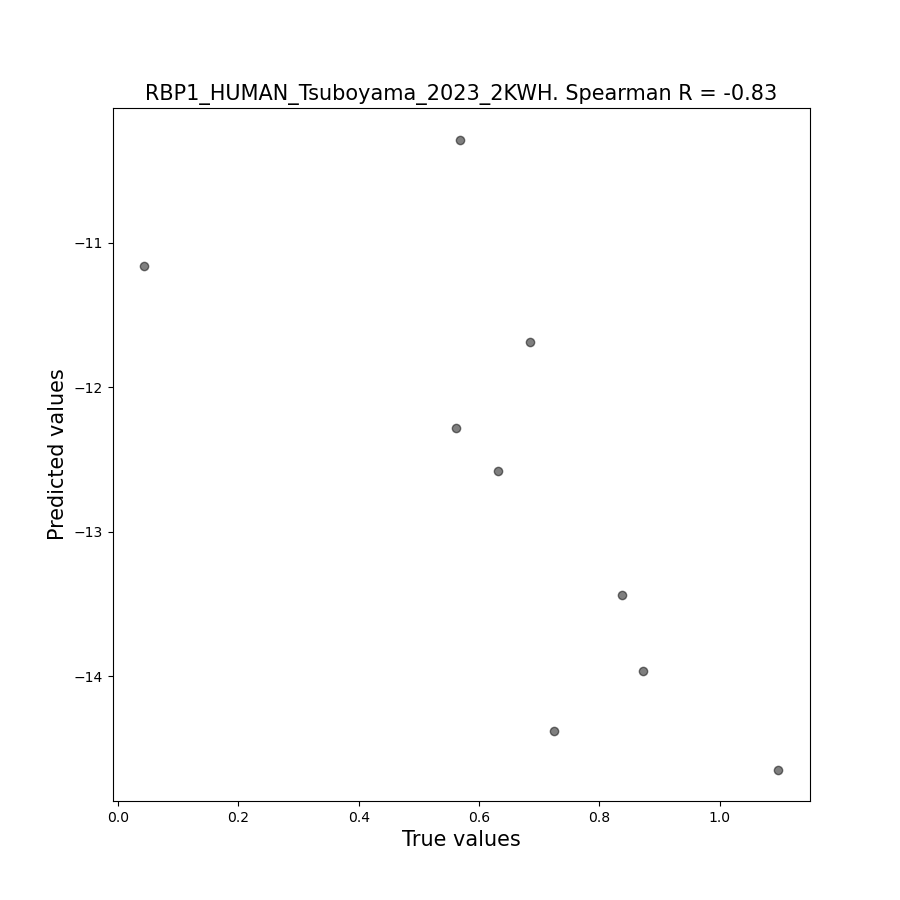 RBP1_HUMAN_Tsuboyama_2023_2KWH. Spearman R = -0.83
Predicted values
−11
−12
−13
−14
0.0 0.2 0.4 0.6 0.8 1.0
True values